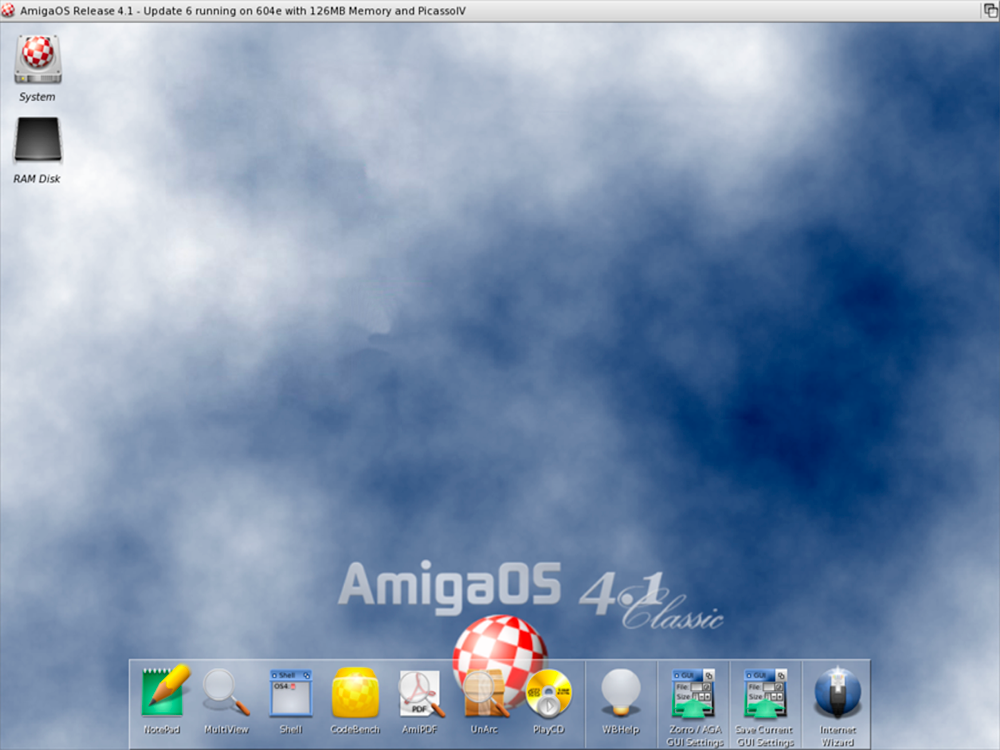 AmigaOS Release 4.1 - Update 6 running on 604e with 126MB Memory and PicassoIV
System
RAM Disk
AmigaOS 4.1
Classic
Shell
OS4:
PDF
GUI
File:
Size:
GUI
File:
Size:
NotePad
MultiView
Shell
CodeBench
AmiPDF
UnArc
PlayCD
WBHelp
Zorro / AGA
GUI Settings
Save Current
GUI Settings
Internet
Wizard